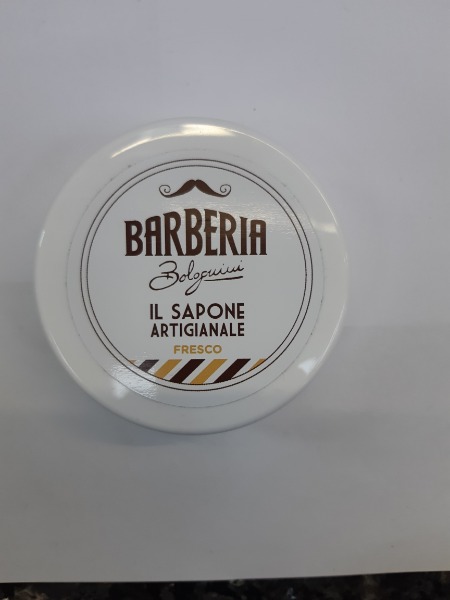 BARBERIA
Bolognini
IL SAPONE
ARTIGIANALE
FRESCO